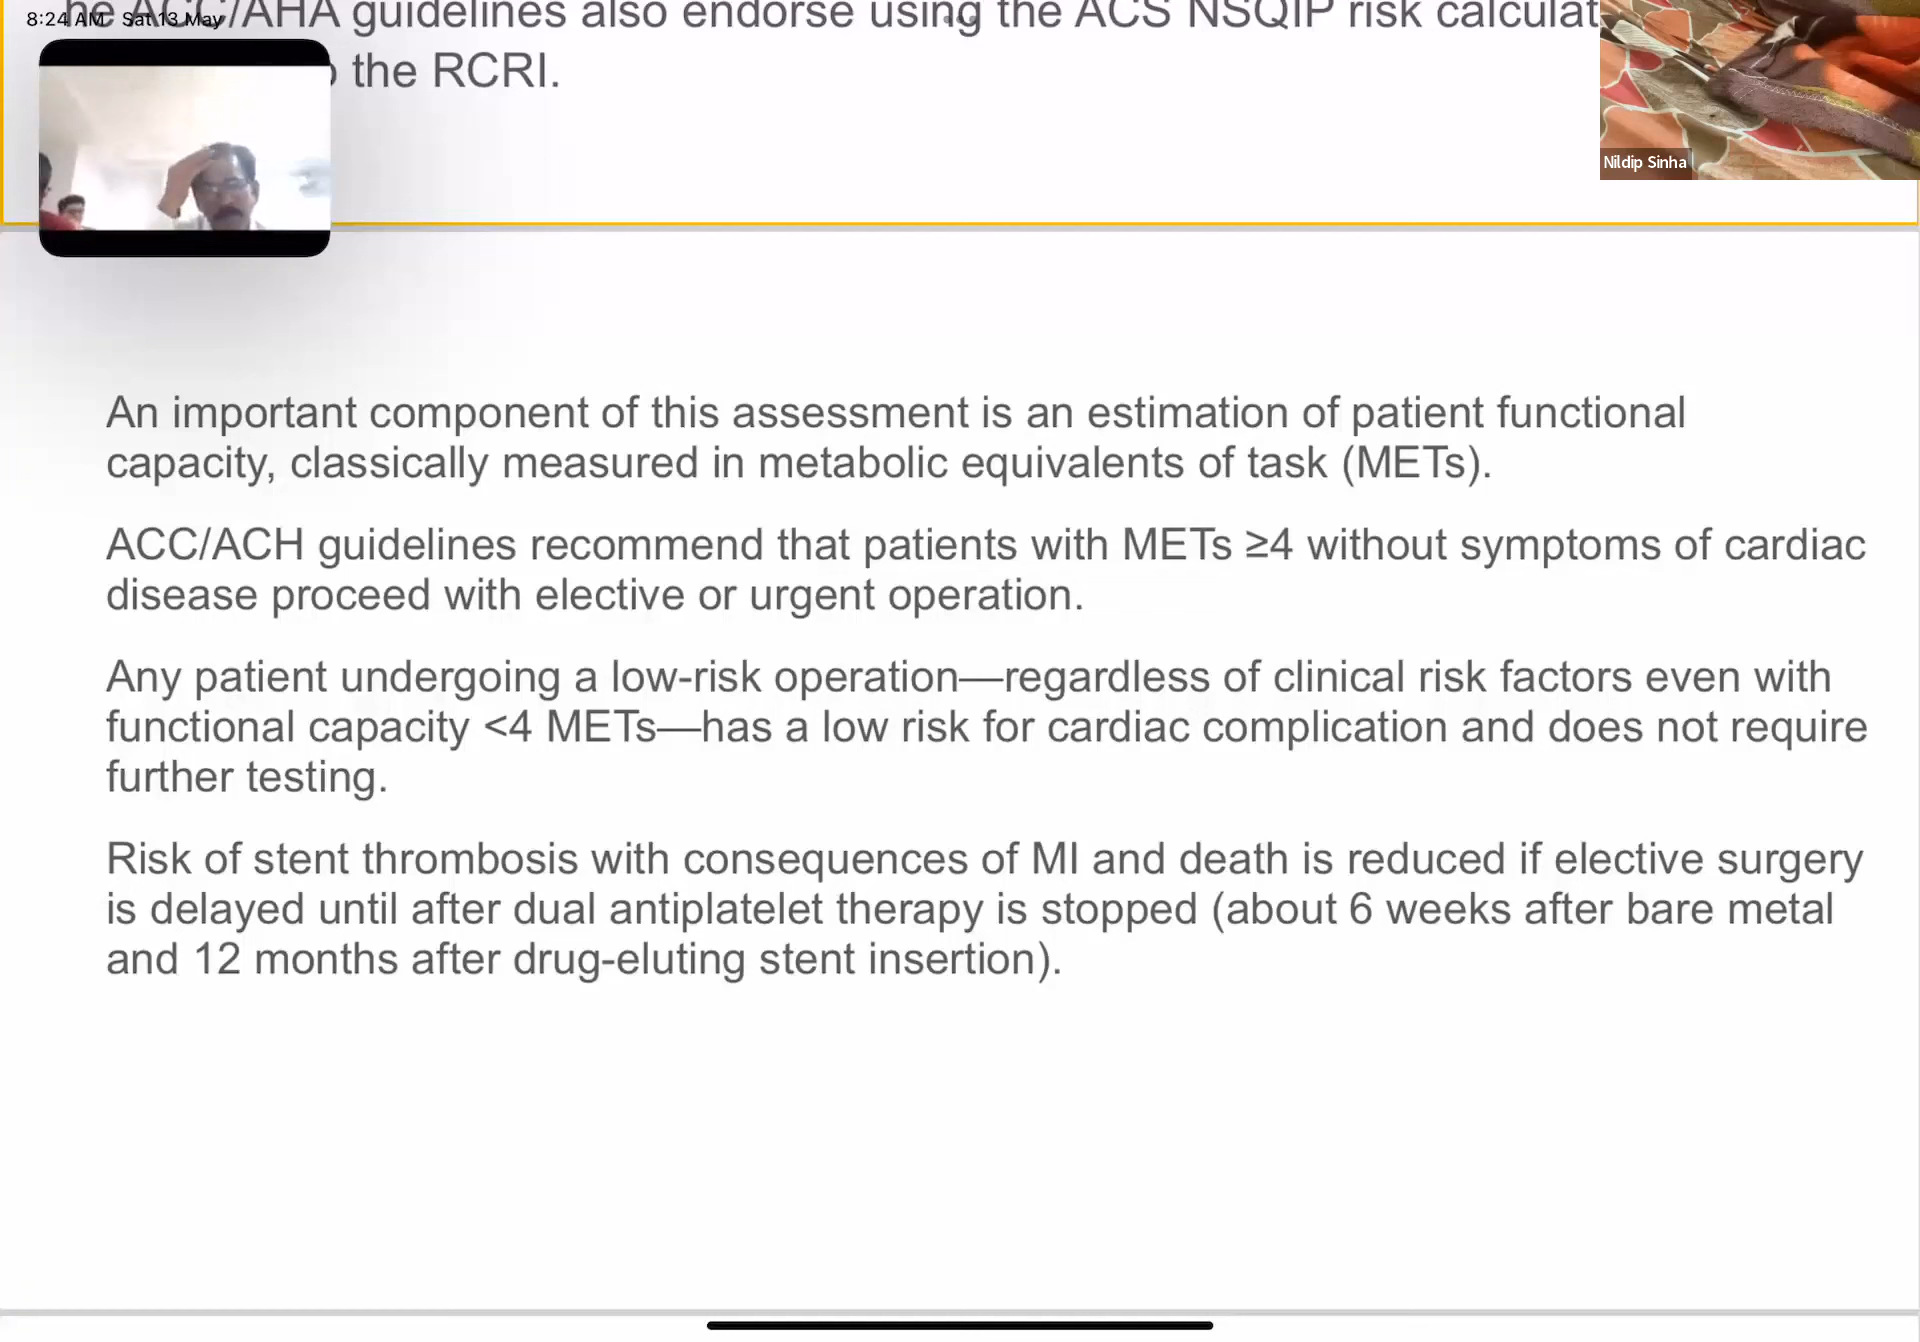 8:24 AM Sat 13 May
he ACC/AHA guidelines also endorse using the ACS NSQIP risk calculat
the RCRI.
Nildip Sinha
An important component of this assessment is an estimation of patient functional
capacity, classically measured in metabolic equivalents of task (METs).
ACC/ACH guidelines recommend that patients with METs ≥4 without symptoms of cardiac
disease proceed with elective or urgent operation.
Any patient undergoing a low-risk operation—regardless of clinical risk factors even with
functional capacity <4 METs—has a low risk for cardiac complication and does not require
further testing.
Risk of stent thrombosis with consequences of MI and death is reduced if elective surgery
is delayed until after dual antiplatelet therapy is stopped (about 6 weeks after bare metal
and 12 months after drug-eluting stent insertion).